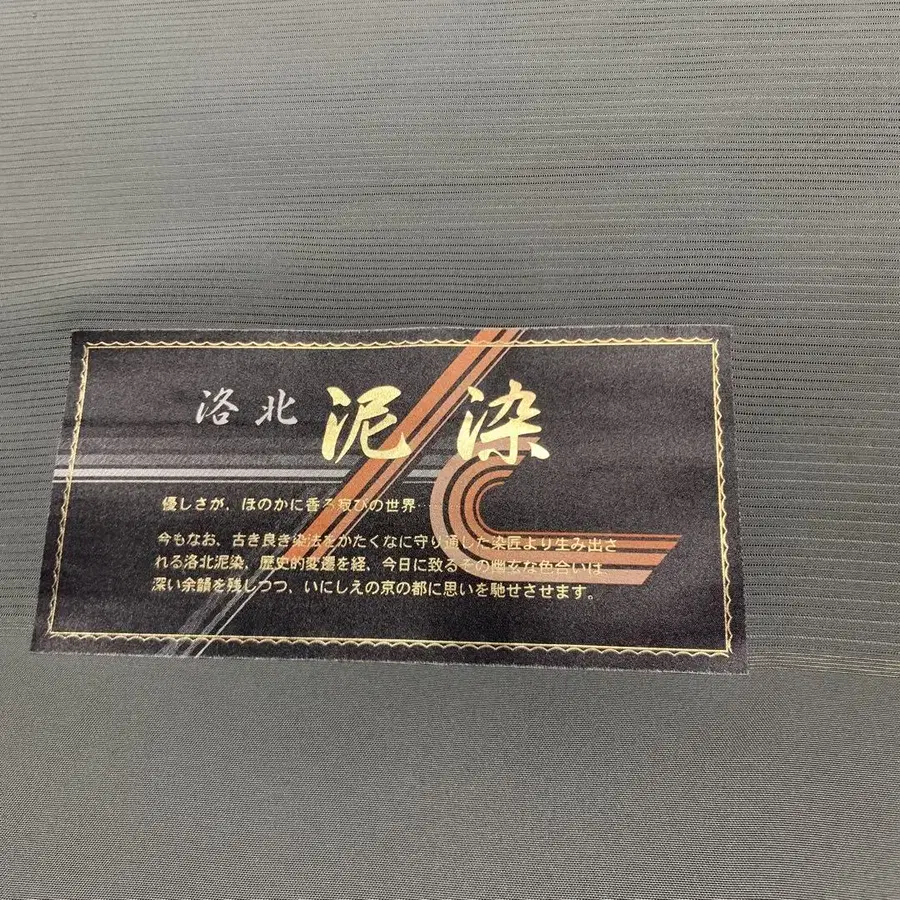 洛北 泥染
優しさが、ほのかに香る寂びの世界……
今もなお、古き良き染法をかたくなに守り通した染匠より生み出さ
れる洛北泥染、歴史的変遷を経、今日に致るその幽玄な色合いは
深い余韻を残しつつ、いにしえの京の都に思いを馳せさせます。